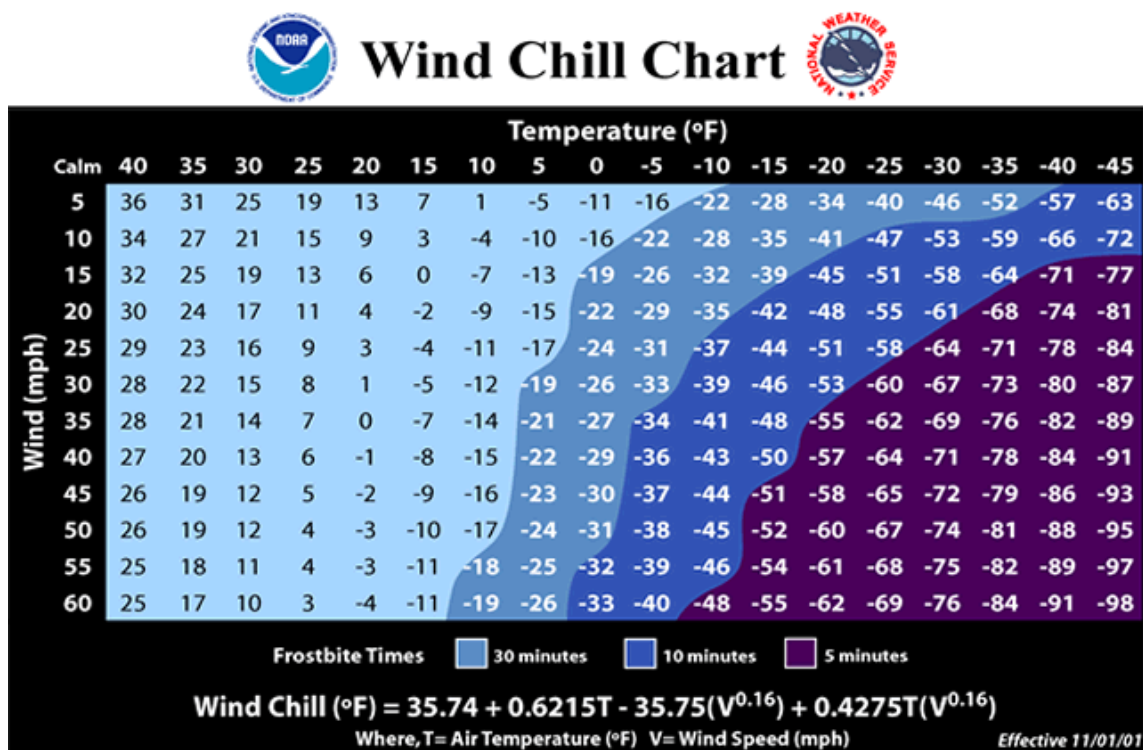 NOAA
NATIONAL OCEANIC AND ATMOSPHERIC ADMINISTRATION
U.S. DEPARTMENT OF COMMERCE
Wind Chill Chart
NATIONAL WEATHER SERVICE
Temperature (ºF)
Calm 40 35 30 25 20 15 10 5 0 -5 -10 -15 -20 -25 -30 -35 -40 -45
Wind (mph)
5 36 31 25 19 13 7 1 -5 -11 -16 -22 -28 -34 -40 -46 -52 -57 -63
10 34 27 21 15 9 3 -4 -10 -16 -22 -28 -35 -41 -47 -53 -59 -66 -72
15 32 25 19 13 6 0 -7 -13 -19 -26 -32 -39 -45 -51 -58 -64 -71 -77
20 30 24 17 11 4 -2 -9 -15 -22 -29 -35 -42 -48 -55 -61 -68 -74 -81
25 29 23 16 9 3 -4 -11 -17 -24 -31 -37 -44 -51 -58 -64 -71 -78 -84
30 28 22 15 8 1 -5 -12 -19 -26 -33 -39 -46 -53 -60 -67 -73 -80 -87
35 28 21 14 7 0 -7 -14 -21 -27 -34 -41 -48 -55 -62 -69 -76 -82 -89
40 27 20 13 6 -1 -8 -15 -22 -29 -36 -43 -50 -57 -64 -71 -78 -84 -91
45 26 19 12 5 -2 -9 -16 -23 -30 -37 -44 -51 -58 -65 -72 -79 -86 -93
50 26 19 12 4 -3 -10 -17 -24 -31 -38 -45 -52 -60 -67 -74 -81 -88 -95
55 25 18 11 4 -3 -11 -18 -25 -32 -39 -46 -54 -61 -68 -75 -82 -89 -97
60 25 17 10 3 -4 -11 -19 -26 -33 -40 -48 -55 -62 -69 -76 -84 -91 -98
Frostbite Times 30 minutes 10 minutes 5 minutes
Wind Chill (ºF) = 35.74 + 0.6215T - 35.75(V^0.16) + 0.4275T(V^0.16)
Where, T= Air Temperature (ºF) V= Wind Speed (mph)
Effective 11/01/01